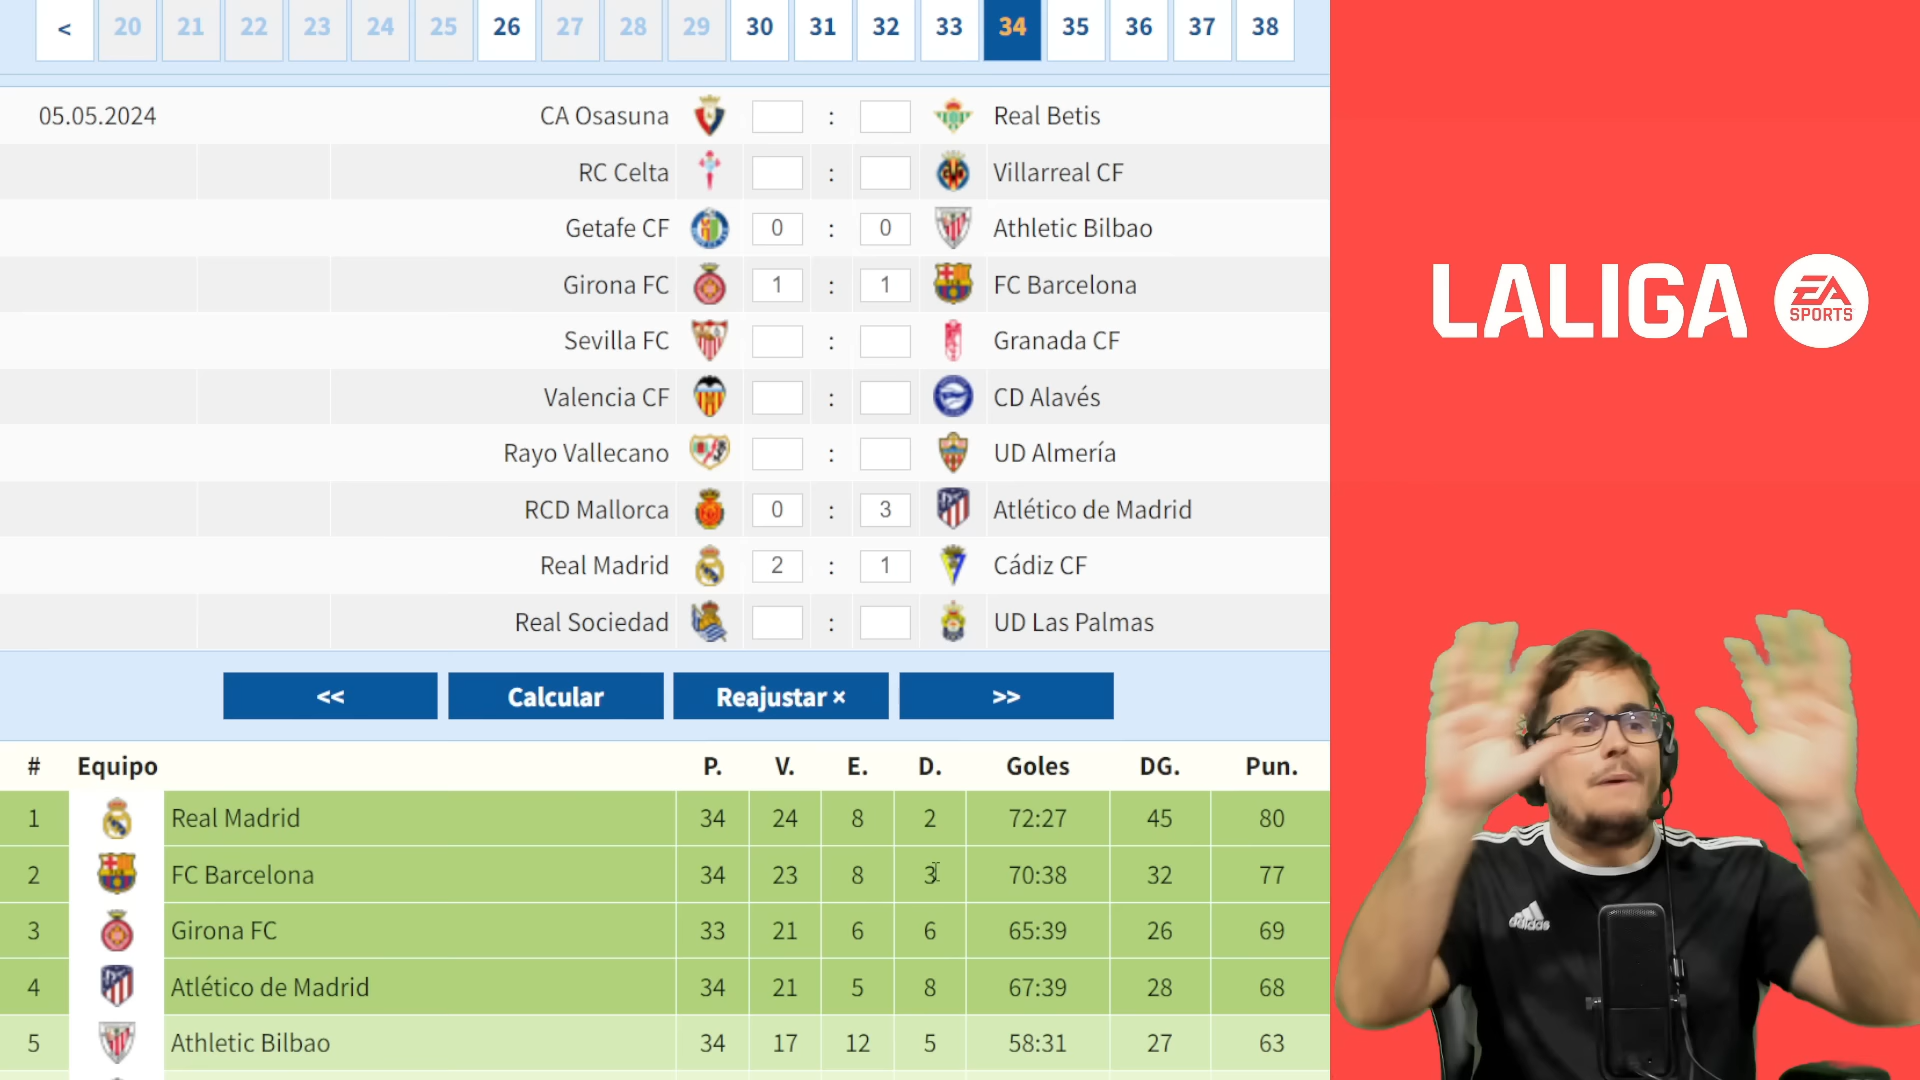 < 20 21 22 23 24 25 26 27 28 29 30 31 32 33 34 35 36 37 38
05.05.2024 CA Osasuna : Real Betis
RC Celta : Villarreal CF
Getafe CF 0 : 0 Athletic Bilbao
Girona FC 1 : 1 FC Barcelona
Sevilla FC : Granada CF
Valencia CF : CD Alavés
Rayo Vallecano : UD Almería
RCD Mallorca 0 : 3 Atlético de Madrid
Real Madrid 2 : 1 Cádiz CF
Real Sociedad : UD Las Palmas
<< Calcular Reajustar × >>
# Equipo P. V. E. D. Goles DG. Pun.
1 Real Madrid 34 24 8 2 72:27 45 80
2 FC Barcelona 34 23 8 3 70:38 32 77
3 Girona FC 33 21 6 6 65:39 26 69
4 Atlético de Madrid 34 21 5 8 67:39 28 68
5 Athletic Bilbao 34 17 12 5 58:31 27 63
LALIGA
EA
SPORTS
adidas